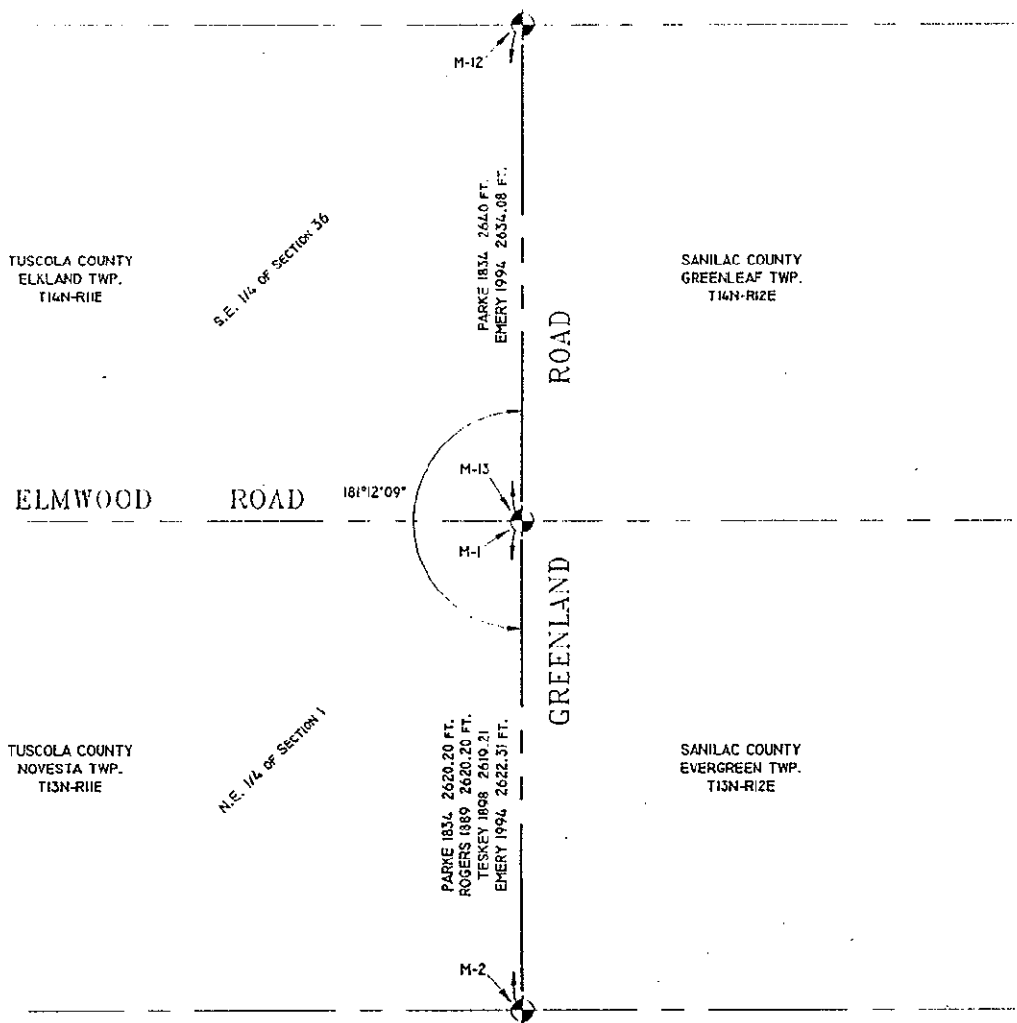 M-12
PARKE 1834 2640 FT.
EMERY 1994 2634.08 FT.
TUSCOLA COUNTY
ELKLAND TWP.
T14N-R11E
S.E. 1/4 OF SECTION 36
SANILAC COUNTY
GREENLEAF TWP.
T14N-R12E
ROAD
M-13
181°12'09"
ELMWOOD ROAD
M-1
GREENLAND
TUSCOLA COUNTY
NOVESTA TWP.
T13N-R11E
N.E. 1/4 OF SECTION 1
PARKE 1834 2620.20 FT.
ROGERS 1889 2620.20 FT.
TESKEY 1898 2619.21
EMERY 1994 2622.31 FT.
SANILAC COUNTY
EVERGREEN TWP.
T13N-R12E
M-2